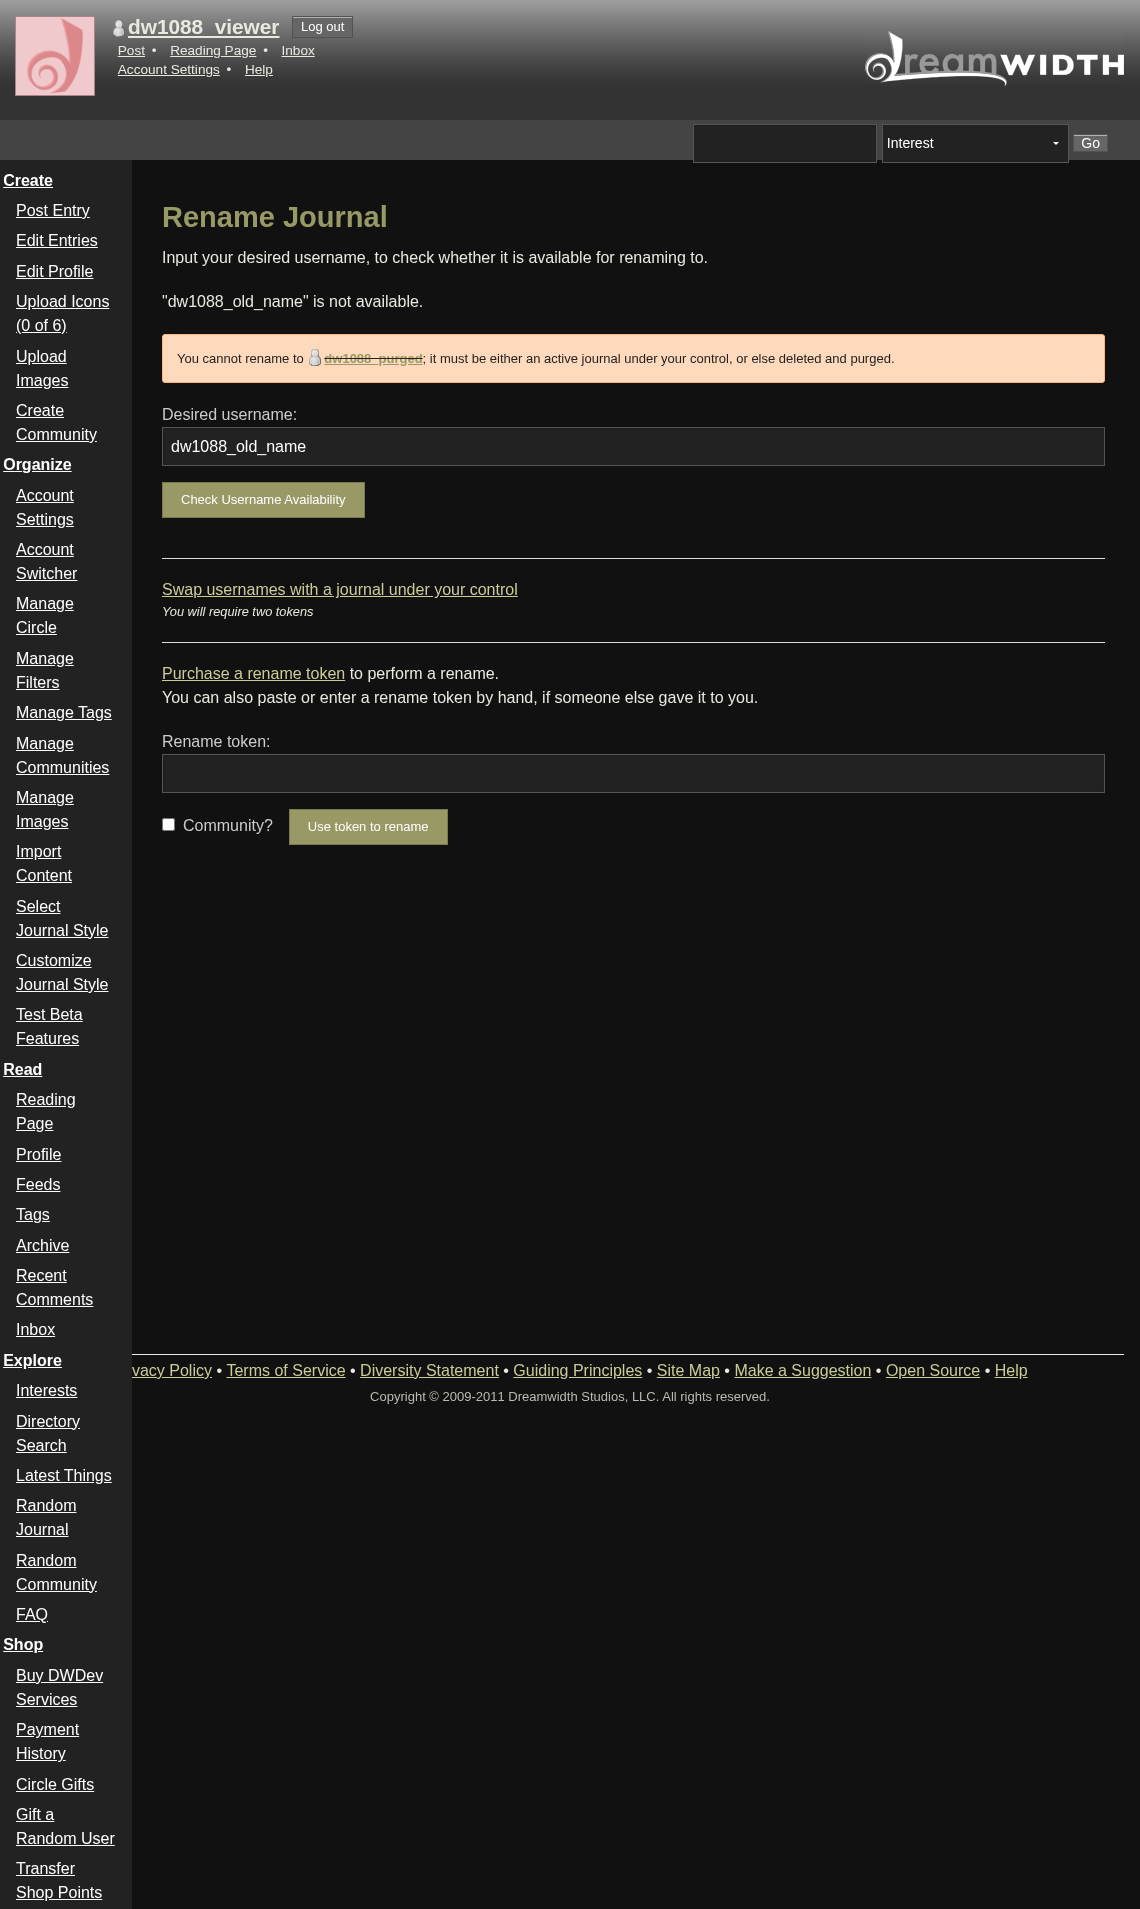 dw1088_viewer Log out
Post • Reading Page • Inbox
Account Settings • Help
dreamWIDTH
Interest Go
Create
Post Entry
Edit Entries
Edit Profile
Upload Icons
(0 of 6)
Upload
Images
Create
Community
Organize
Account
Settings
Account
Switcher
Manage
Circle
Manage
Filters
Manage Tags
Manage
Communities
Manage
Images
Import
Content
Select
Journal Style
Customize
Journal Style
Test Beta
Features
Read
Reading
Page
Profile
Feeds
Tags
Archive
Recent
Comments
Inbox
Explore
Interests
Directory
Search
Latest Things
Random
Journal
Random
Community
FAQ
Shop
Buy DWDev
Services
Payment
History
Circle Gifts
Gift a
Random User
Transfer
Shop Points
Rename Journal
Input your desired username, to check whether it is available for renaming to.
"dw1088_old_name" is not available.
You cannot rename to dw1088_purged; it must be either an active journal under your control, or else deleted and purged.
Desired username:
dw1088_old_name
Check Username Availability
Swap usernames with a journal under your control
You will require two tokens
Purchase a rename token to perform a rename.
You can also paste or enter a rename token by hand, if someone else gave it to you.
Rename token:
Community? Use token to rename
vacy Policy • Terms of Service • Diversity Statement • Guiding Principles • Site Map • Make a Suggestion • Open Source • Help
Copyright © 2009-2011 Dreamwidth Studios, LLC. All rights reserved.